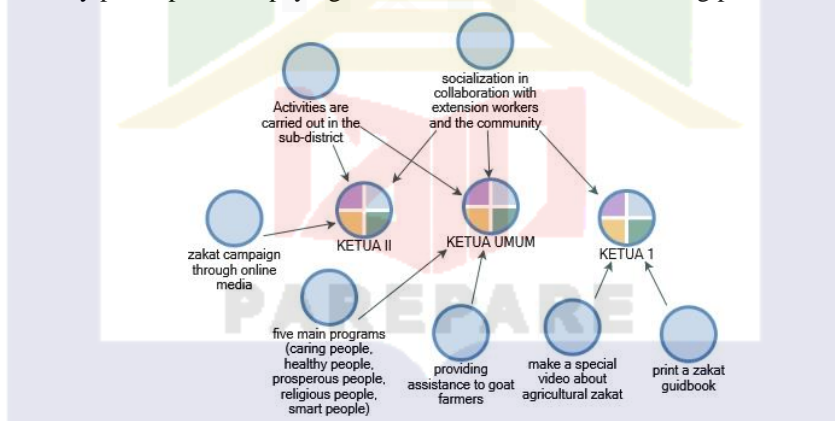 Activities are
carried out in the
sub-district
socialization in
collaboration with
extension workers
and the community
KETUA II
KETUA UMUM
KETUA 1
zakat campaign
through online
media
five main programs
(caring people,
healthy people,
prosperous people,
religious people,
smart people)
providing
assistance to goat
farmers
make a special
video about
agricultural zakat
print a zakat
guidbook
PAREPARE